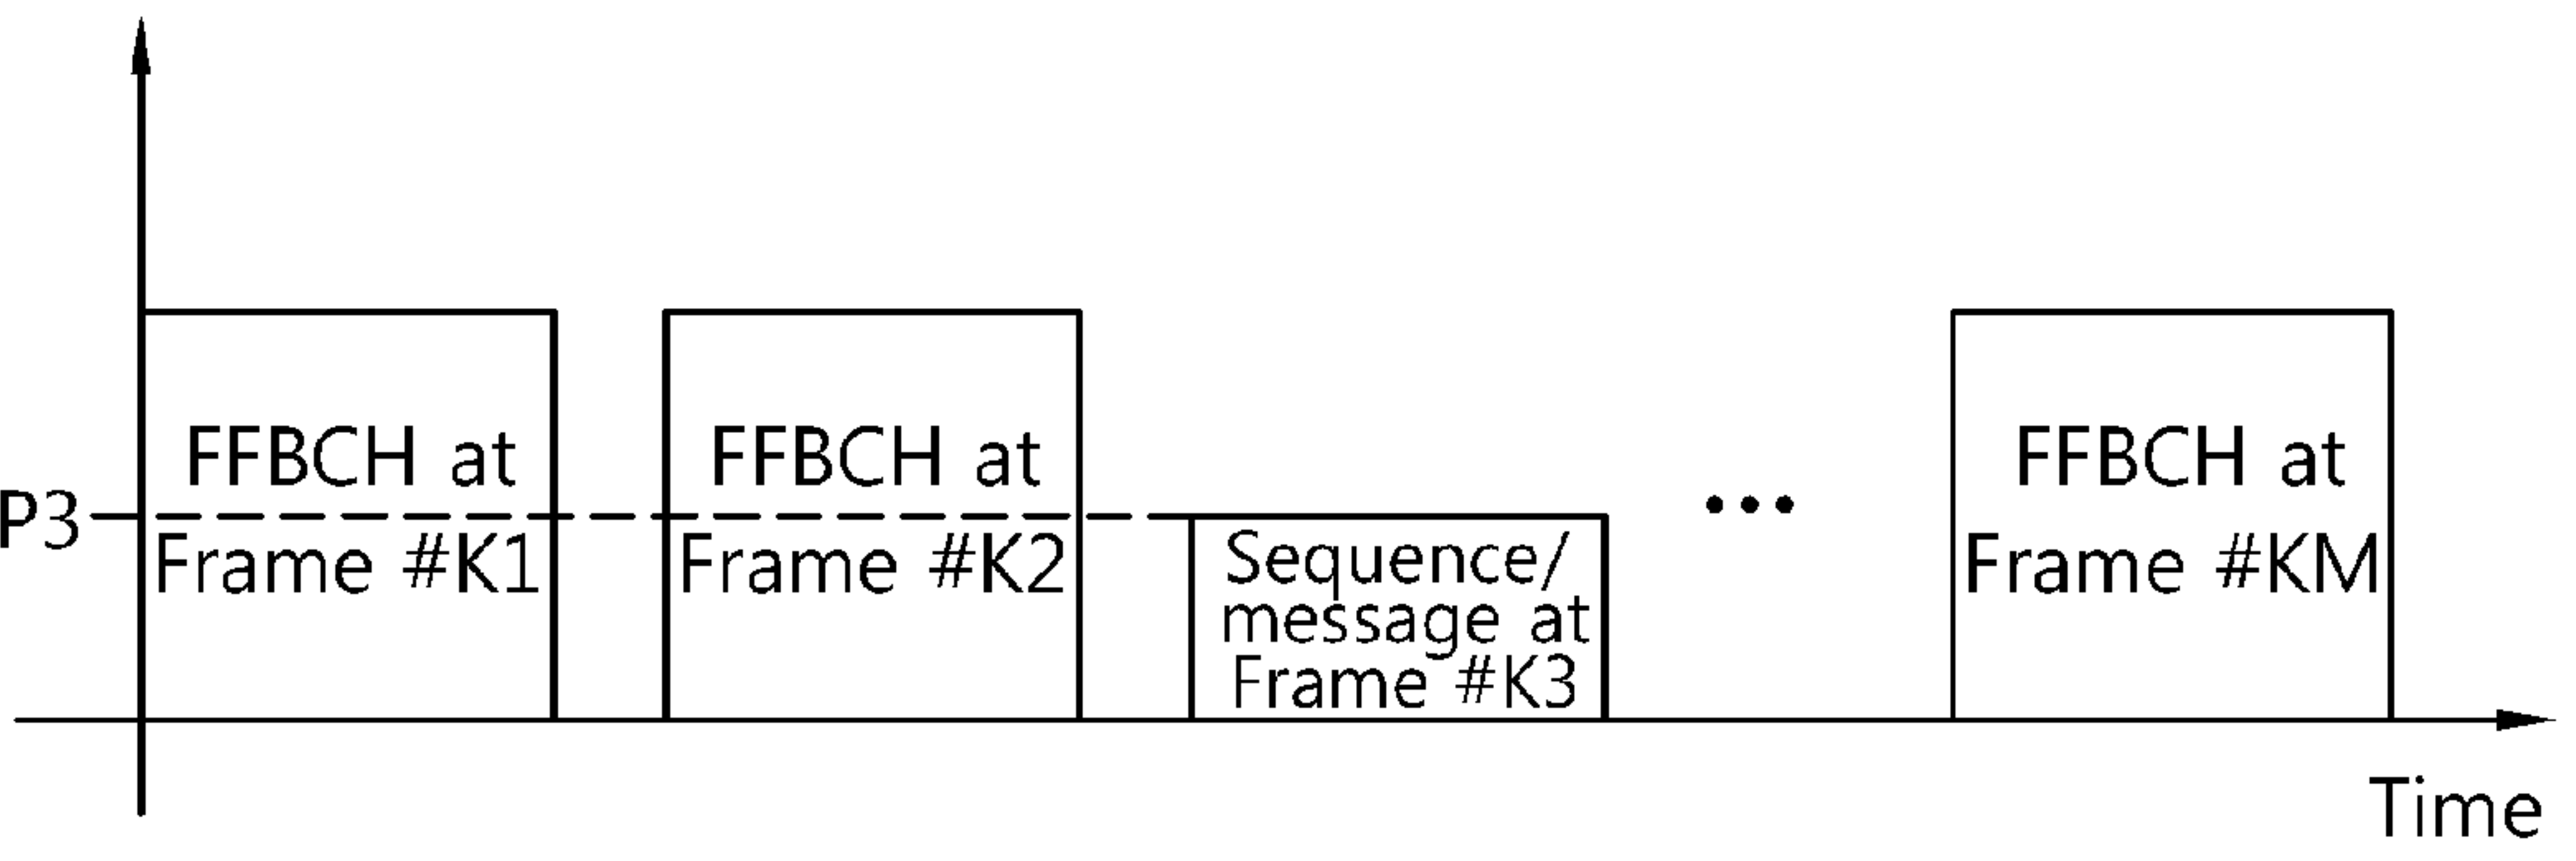 FFBCH at
Frame #K1
FFBCH at
Frame #K2
Sequence/
message at
Frame #K3
•••
FFBCH at
Frame #KM
P3
Time